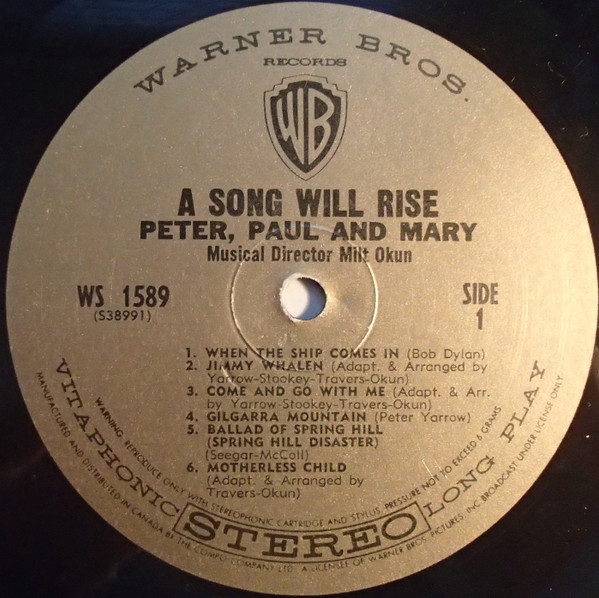 WARNER BROS.
RECORDS
WB
A SONG WILL RISE
PETER, PAUL AND MARY
Musical Director Milt Okun
WS 1589
(S38991)
SIDE
1
1. WHEN THE SHIP COMES IN (Bob Dylan)
2. JIMMY WHALEN (Adapt. & Arranged by
Yarrow-Stookey-Travers-Okun)
3. COME AND GO WITH ME (Adapt. & Arr.
by Yarrow-Stookey-Travers-Okun)
4. GILGARRA MOUNTAIN (Peter Yarrow)
5. BALLAD OF SPRING HILL
(SPRING HILL DISASTER)
(Seegar-McCall)
6. MOTHERLESS CHILD
(Adapt. & Arranged by
Travers-Okun)
WARNING: REPRODUCE ONLY WITH STEREOPHONIC CARTRIDGE AND STYLUS. PRESSURE NOT TO EXCEED 6 GRAMS
VITAPHONIC STEREO LONG PLAY
MANUFACTURED AND DISTRIBUTED IN CANADA BY THE COMPO COMPANY LTD. A LICENSEE OF WARNER BROS. PICTURES, INC. BROADCAST UNDER LICENSE ONLY